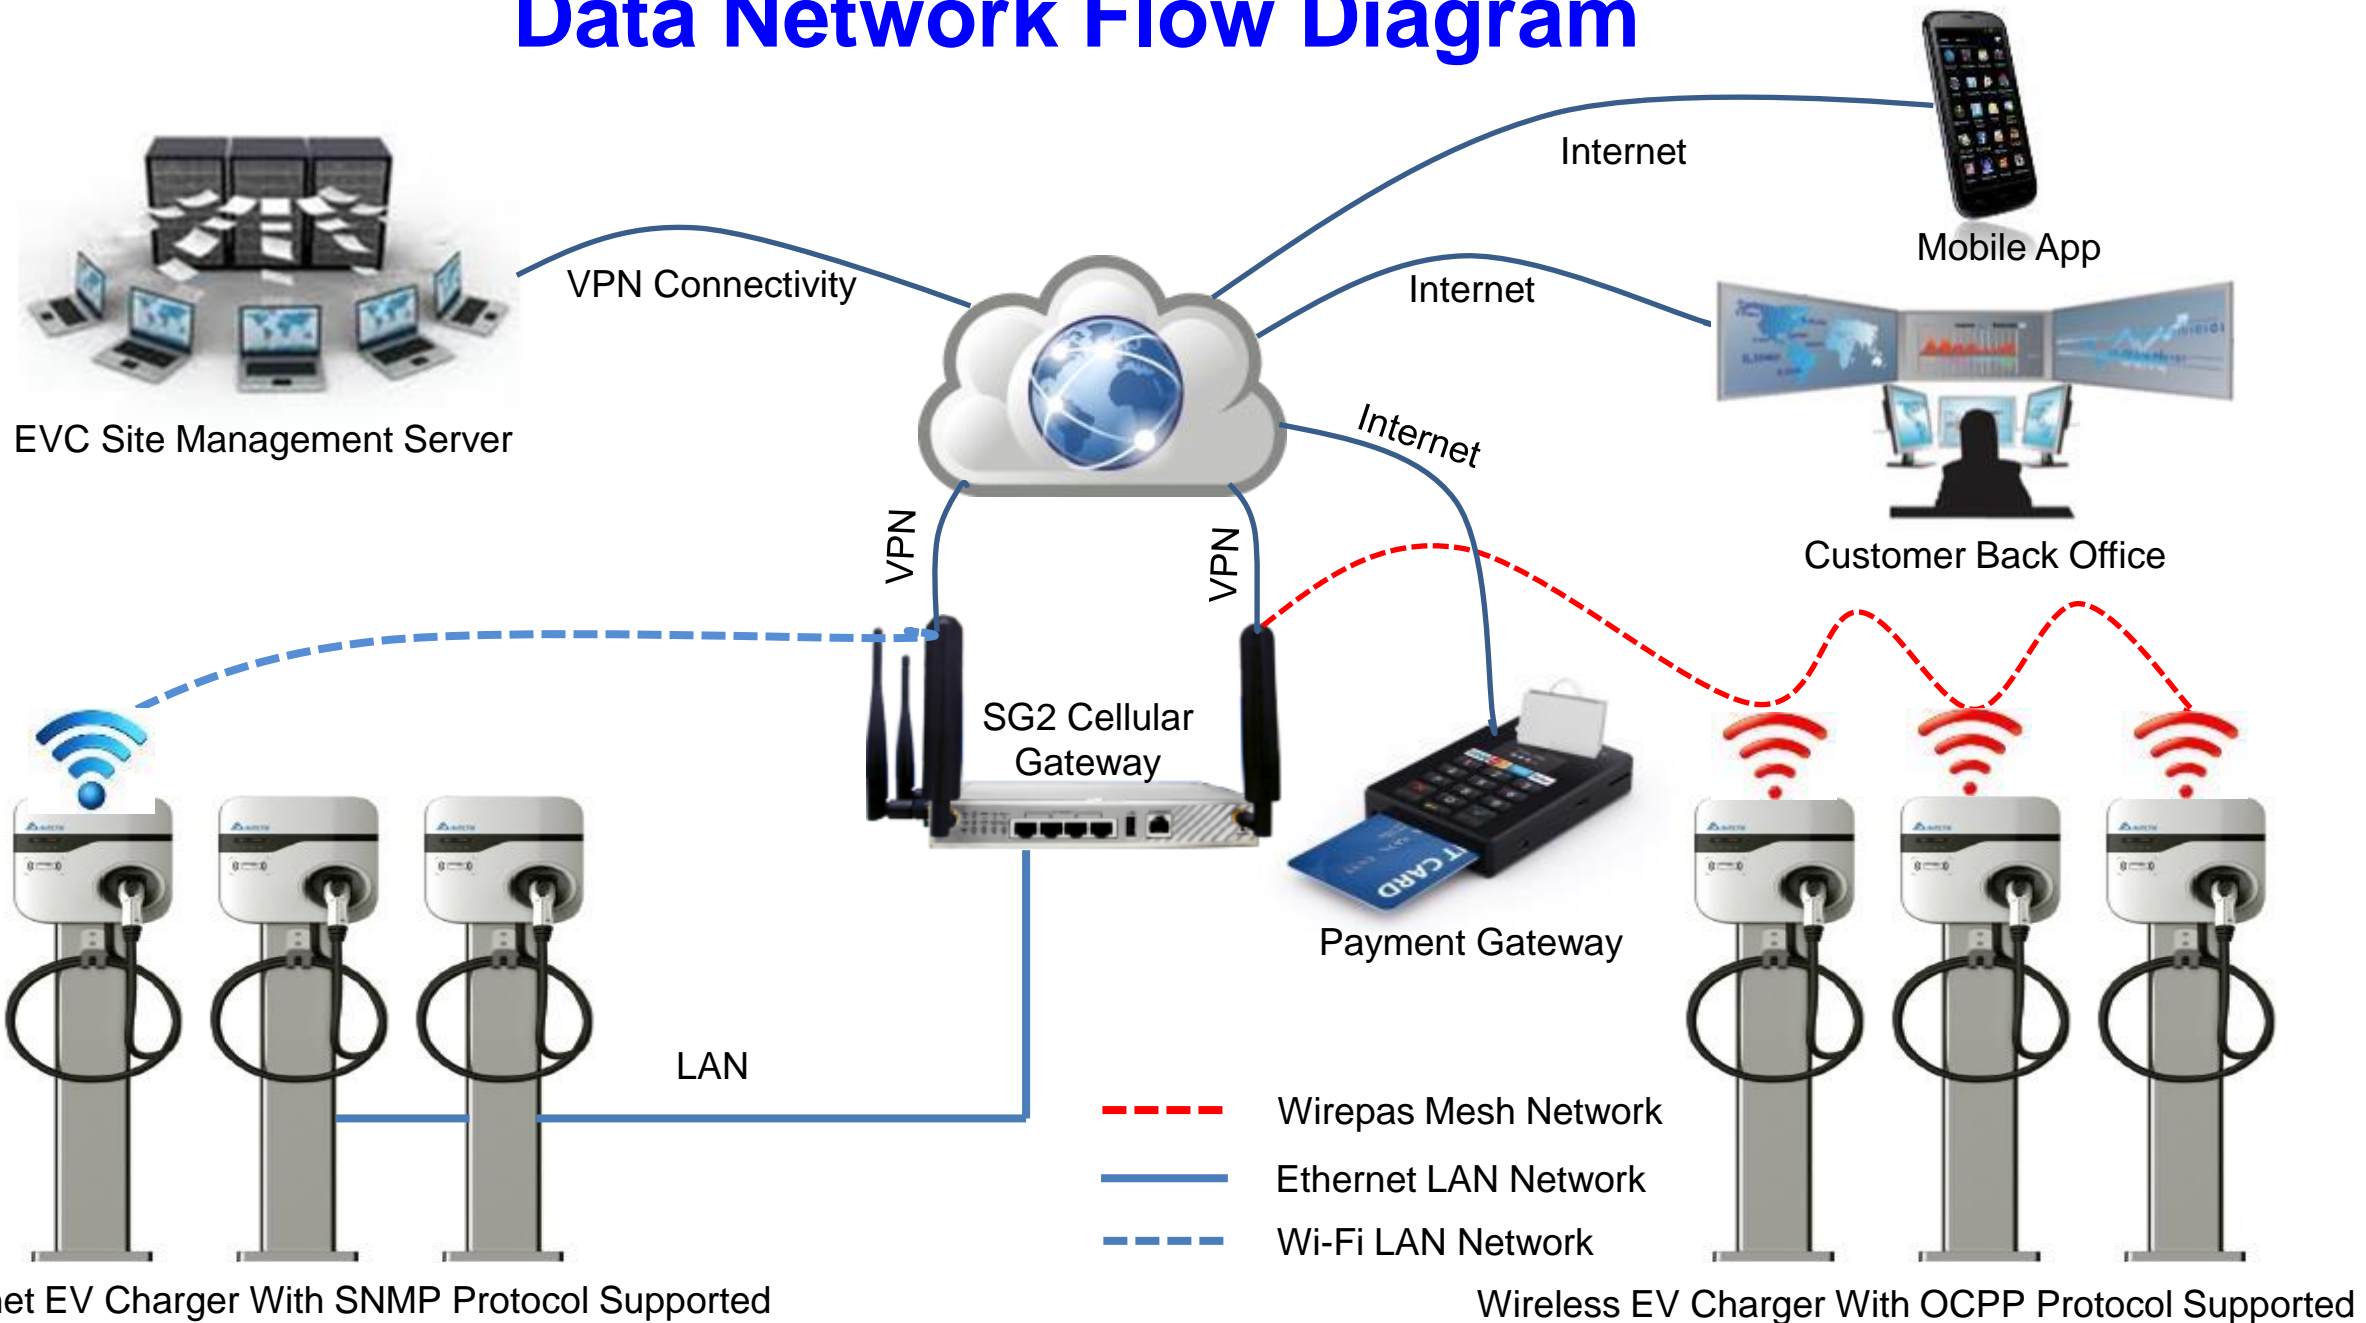 Data Network Flow Diagram
Internet
Mobile App
VPN Connectivity
Internet
Internet
EVC Site Management Server
VPN
VPN
Customer Back Office
SG2 Cellular
Gateway
CARD
Payment Gateway
LAN
Wirepas Mesh Network
Ethernet LAN Network
Wi-Fi LAN Network
et EV Charger With SNMP Protocol Supported
Wireless EV Charger With OCPP Protocol Supported